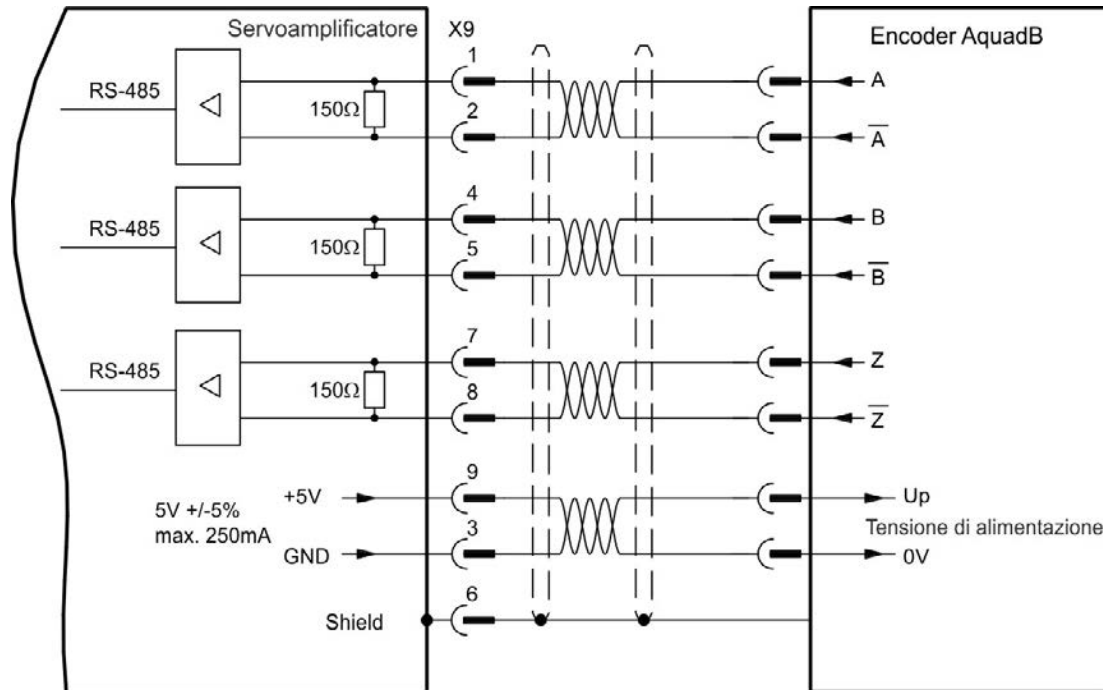 Servoamplificatore
X9
Encoder AquadB
RS-485
150Ω
1
2
A
A̅
RS-485
150Ω
4
5
B
B̅
RS-485
150Ω
7
8
Z
Z̅
5V +/-5%
max. 250mA
+5V
GND
9
3
Up
Tensione di alimentazione
0V
Shield
6